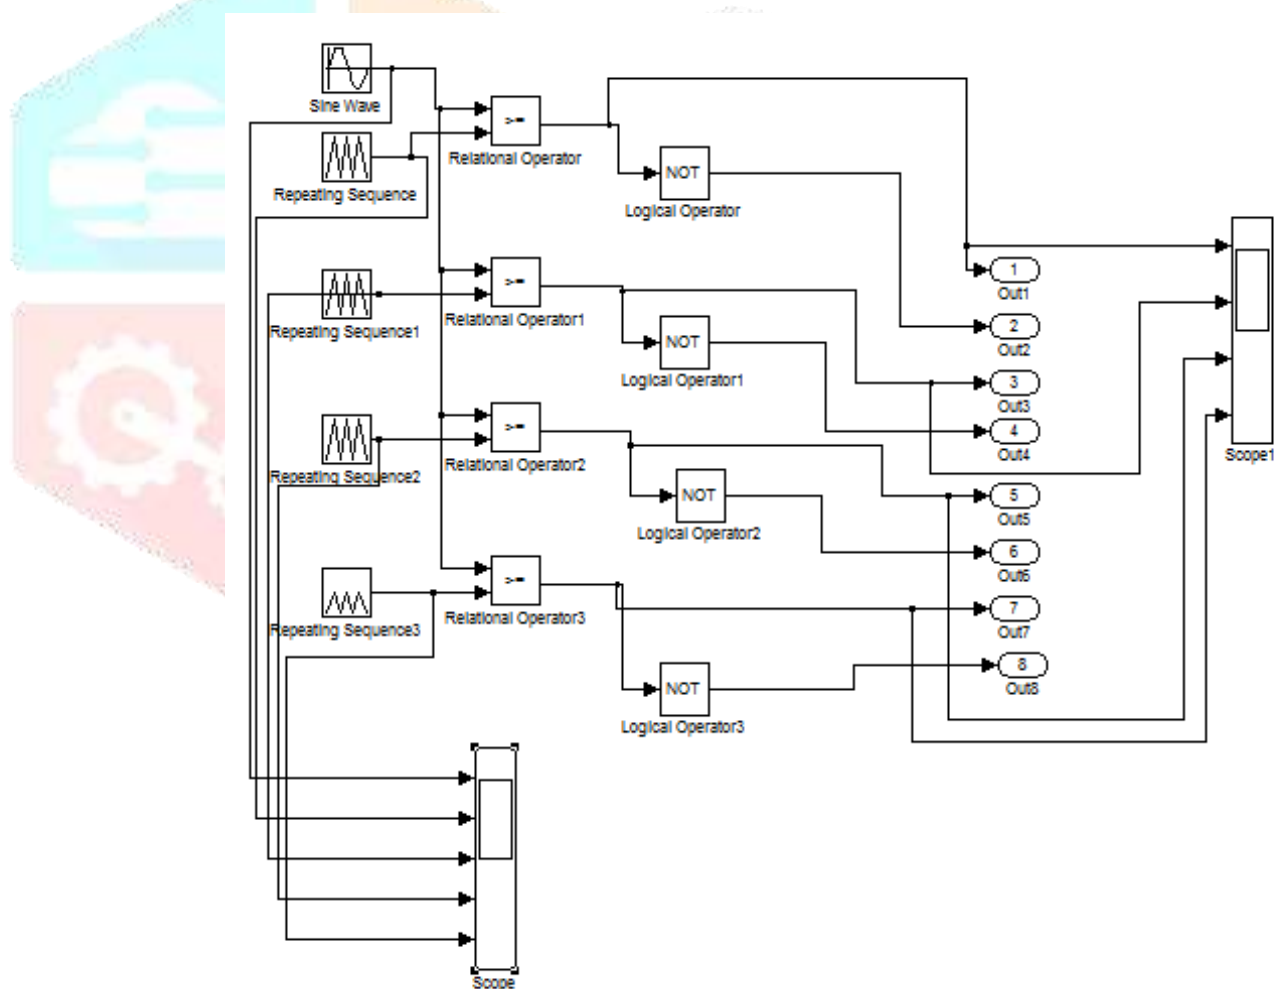 Sine Wave
>=
Relational Operator
Repeating Sequence
NOT
Logical Operator
>=
Relational Operator1
Repeating Sequence1
1
Out1
2
Out2
NOT
Logical Operator1
3
Out3
4
Out4
>=
Relational Operator2
Repeating Sequence2
Scope1
NOT
Logical Operator2
5
Out5
6
Out6
>=
Relational Operator3
Repeating Sequence3
7
Out7
8
Out8
NOT
Logical Operator3
Scope